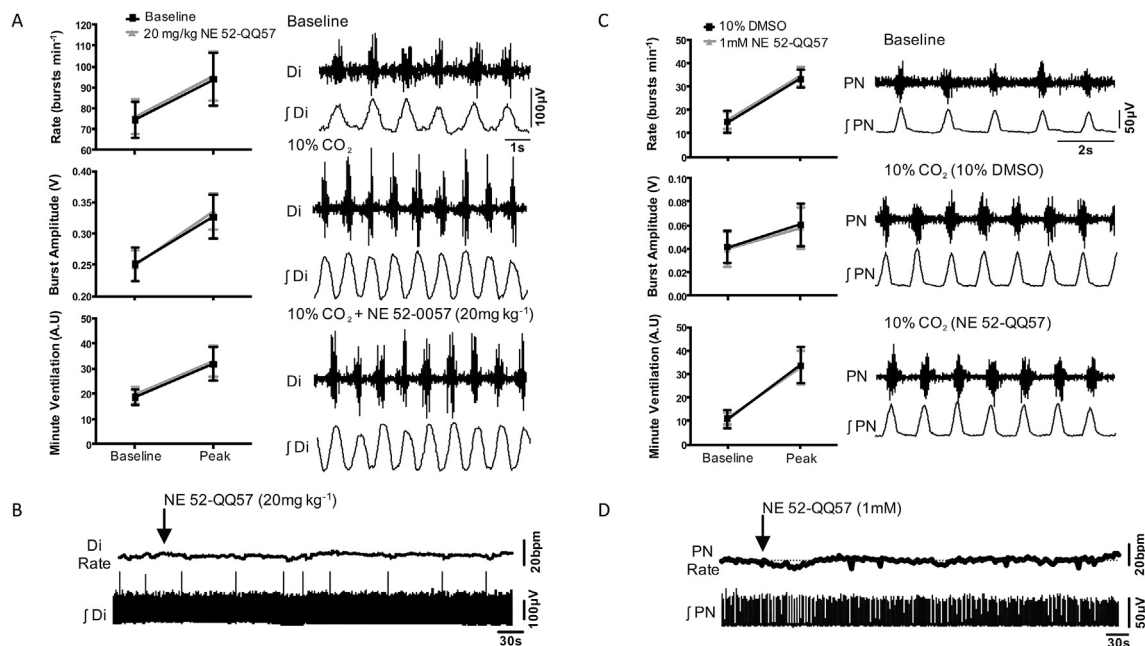 A
Baseline
20 mg/kg NE 52-QQ57
Rate (bursts min-1)
120
110
100
90
80
70
60
Burst Amplitude (V)
0.40
0.35
0.30
0.25
0.20
Minute Ventilation (A.U)
50
40
30
20
10
0
Baseline
Peak
Baseline
Di
∫ Di
100μV
1s
10% CO₂
Di
∫ Di
10% CO₂ + NE 52-0057 (20mg kg⁻¹)
Di
∫ Di
B
NE 52-QQ57 (20mg kg⁻¹)
Di
Rate
20bpm
∫ Di
100μV
30s
C
10% DMSO
1mM NE 52-QQ57
Rate (bursts min-1)
50
40
30
20
10
0
Burst Amplitude (V)
0.10
0.08
0.06
0.04
0.02
0.00
Minute Ventilation (A.U)
50
40
30
20
10
0
Baseline
Peak
Baseline
PN
∫ PN
50μV
2s
10% CO₂ (10% DMSO)
PN
∫ PN
10% CO₂ (NE 52-QQ57)
PN
∫ PN
D
NE 52-QQ57 (1mM)
PN
Rate
20bpm
∫ PN
50μV
30s